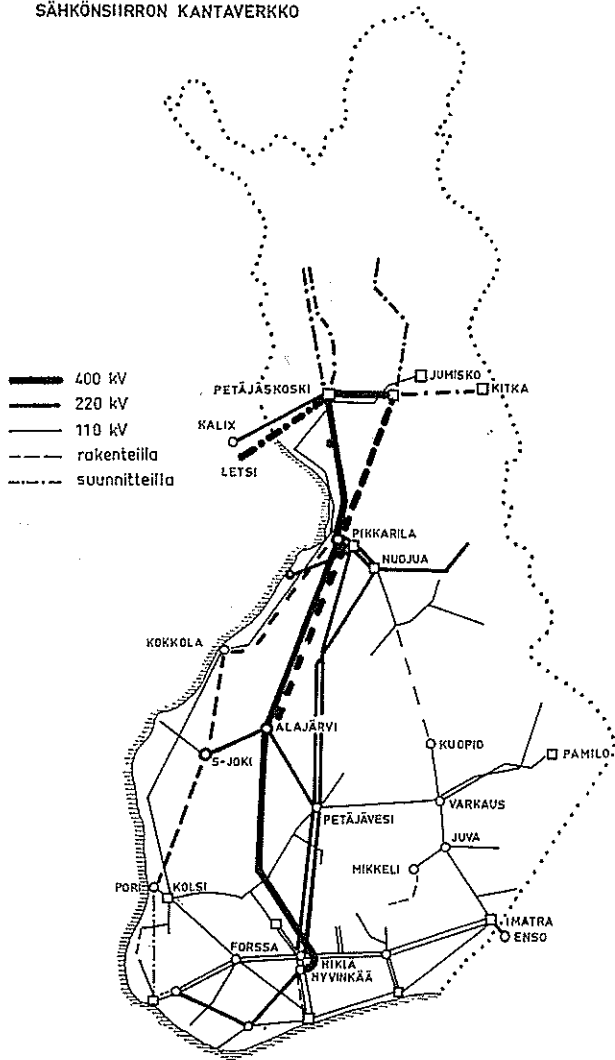 SÄHKÖNSIIRRON KANTAVERKKO
400 kV
220 kV
110 kV
rakenteilla
suunnitteilla
PETÄJÄSKOSKI
JUMISKO
KITKA
KALIX
LETSI
PIKKARILA
NUOJUA
KOKKOLA
ALAJÄRVI
S-JOKI
KUOPIO
PAMILO
PETÄJÄVESI
VARKAUS
JUVA
MIKKELI
PORI
KOLSI
IMATRA
ENSO
FORSSA
HIKIÄ
HYVINKÄÄ